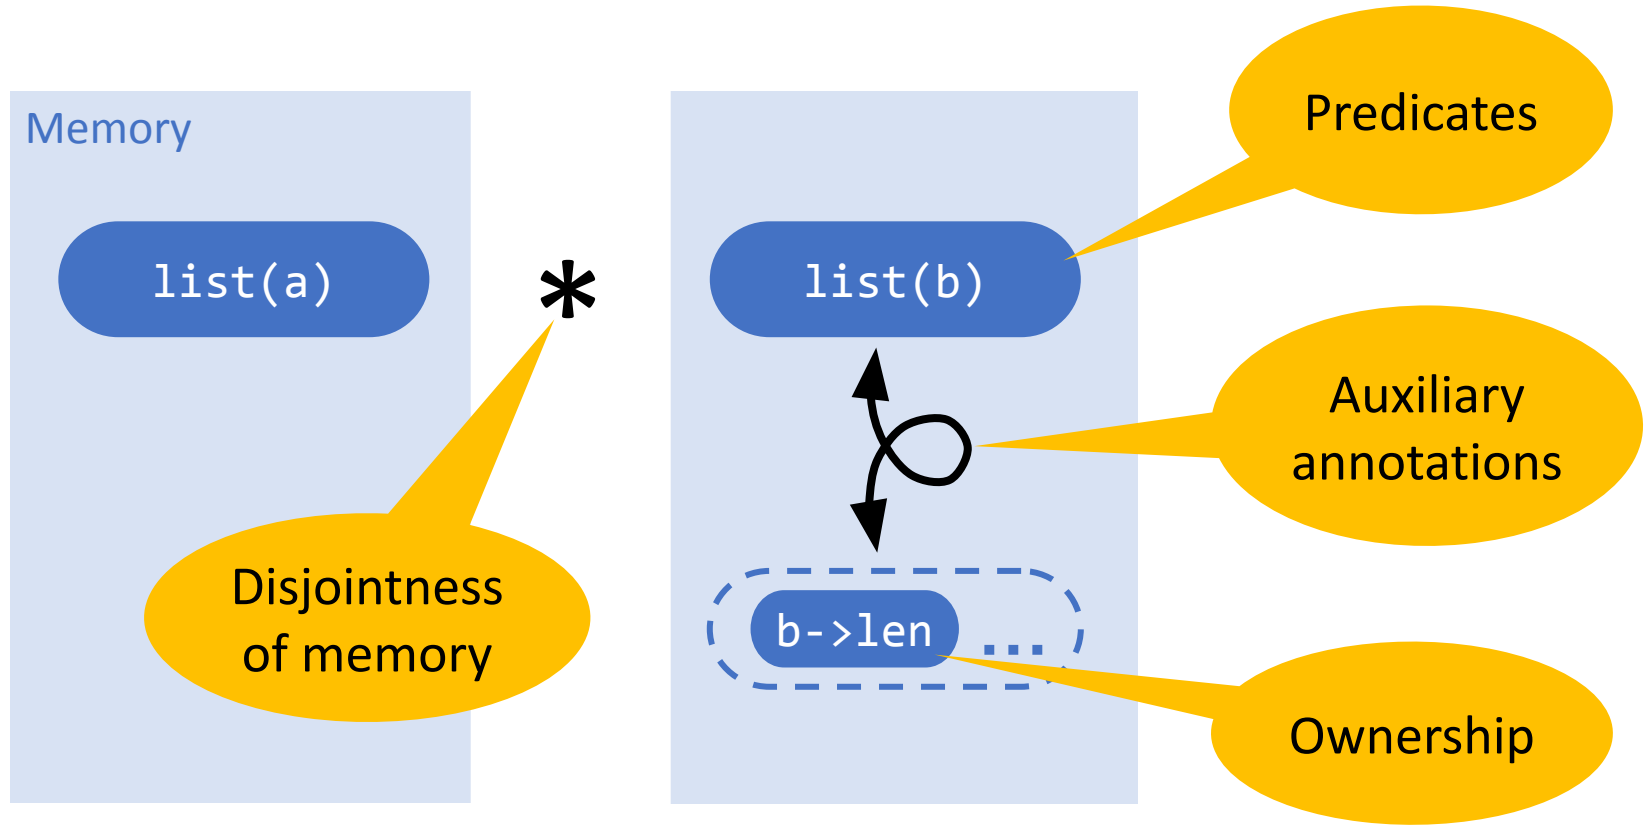 Memory
list(a)
*
list(b)
Predicates
Auxiliary
annotations
Disjointness
of memory
b->len ...
Ownership